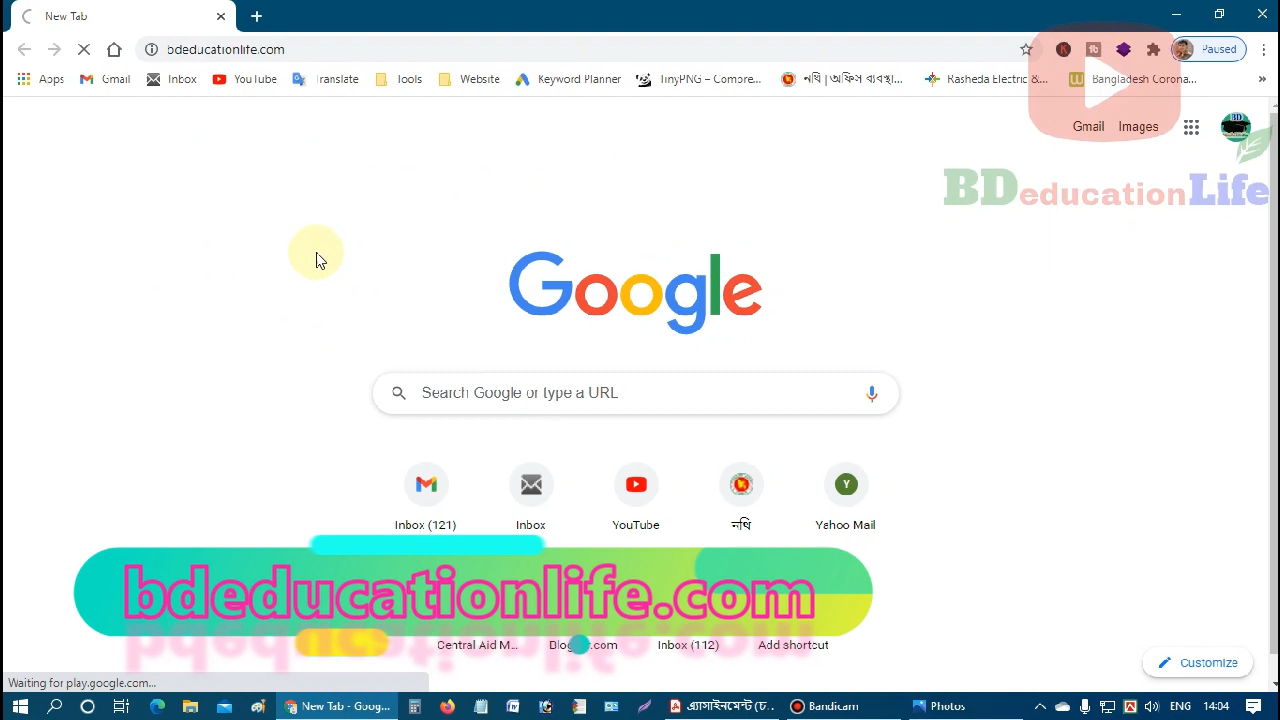 New Tab
bdeducationlife.com
Paused
Apps Gmail Inbox YouTube Translate Tools Website Keyword Planner TinyPNG – Compre... নথি | অফিস ব্যবস্থা... Rasheda Electric &... Bangladesh Corona...
Gmail Images
BD
BDeducationLife
Google
Search Google or type a URL
Y
Inbox (121) Inbox YouTube নথি Yahoo Mail
bdeducationlife.com
Central Aid M... Inbox (112) Add shortcut
Customize
Waiting for play.google.com...
New Tab - Goog... এ্যাসাইনমেন্ট (ট... Bandicam Photos ENG 14:04